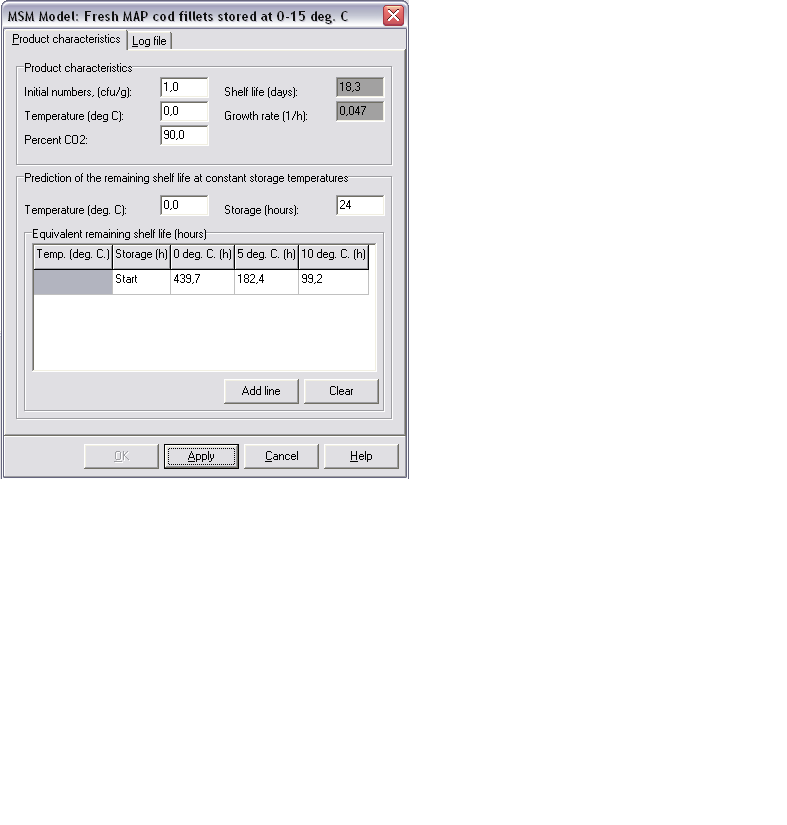 MSM Model: Fresh MAP cod fillets stored at 0-15 deg. C
Product characteristics Log file
Product characteristics
Initial numbers, (cfu/g): 1,0 Shelf life (days): 18,3
Temperature (deg C): 0,0 Growth rate (1/h): 0,047
Percent CO2: 90,0
Prediction of the remaining shelf life at constant storage temperatures
Temperature (deg. C): 0,0 Storage (hours): 24
Equivalent remaining shelf life (hours)
Temp. (deg. C.) Storage (h) 0 deg. C. (h) 5 deg. C. (h) 10 deg. C. (h)
Start 439,7 182,4 99,2
Add line Clear
OK Apply Cancel Help